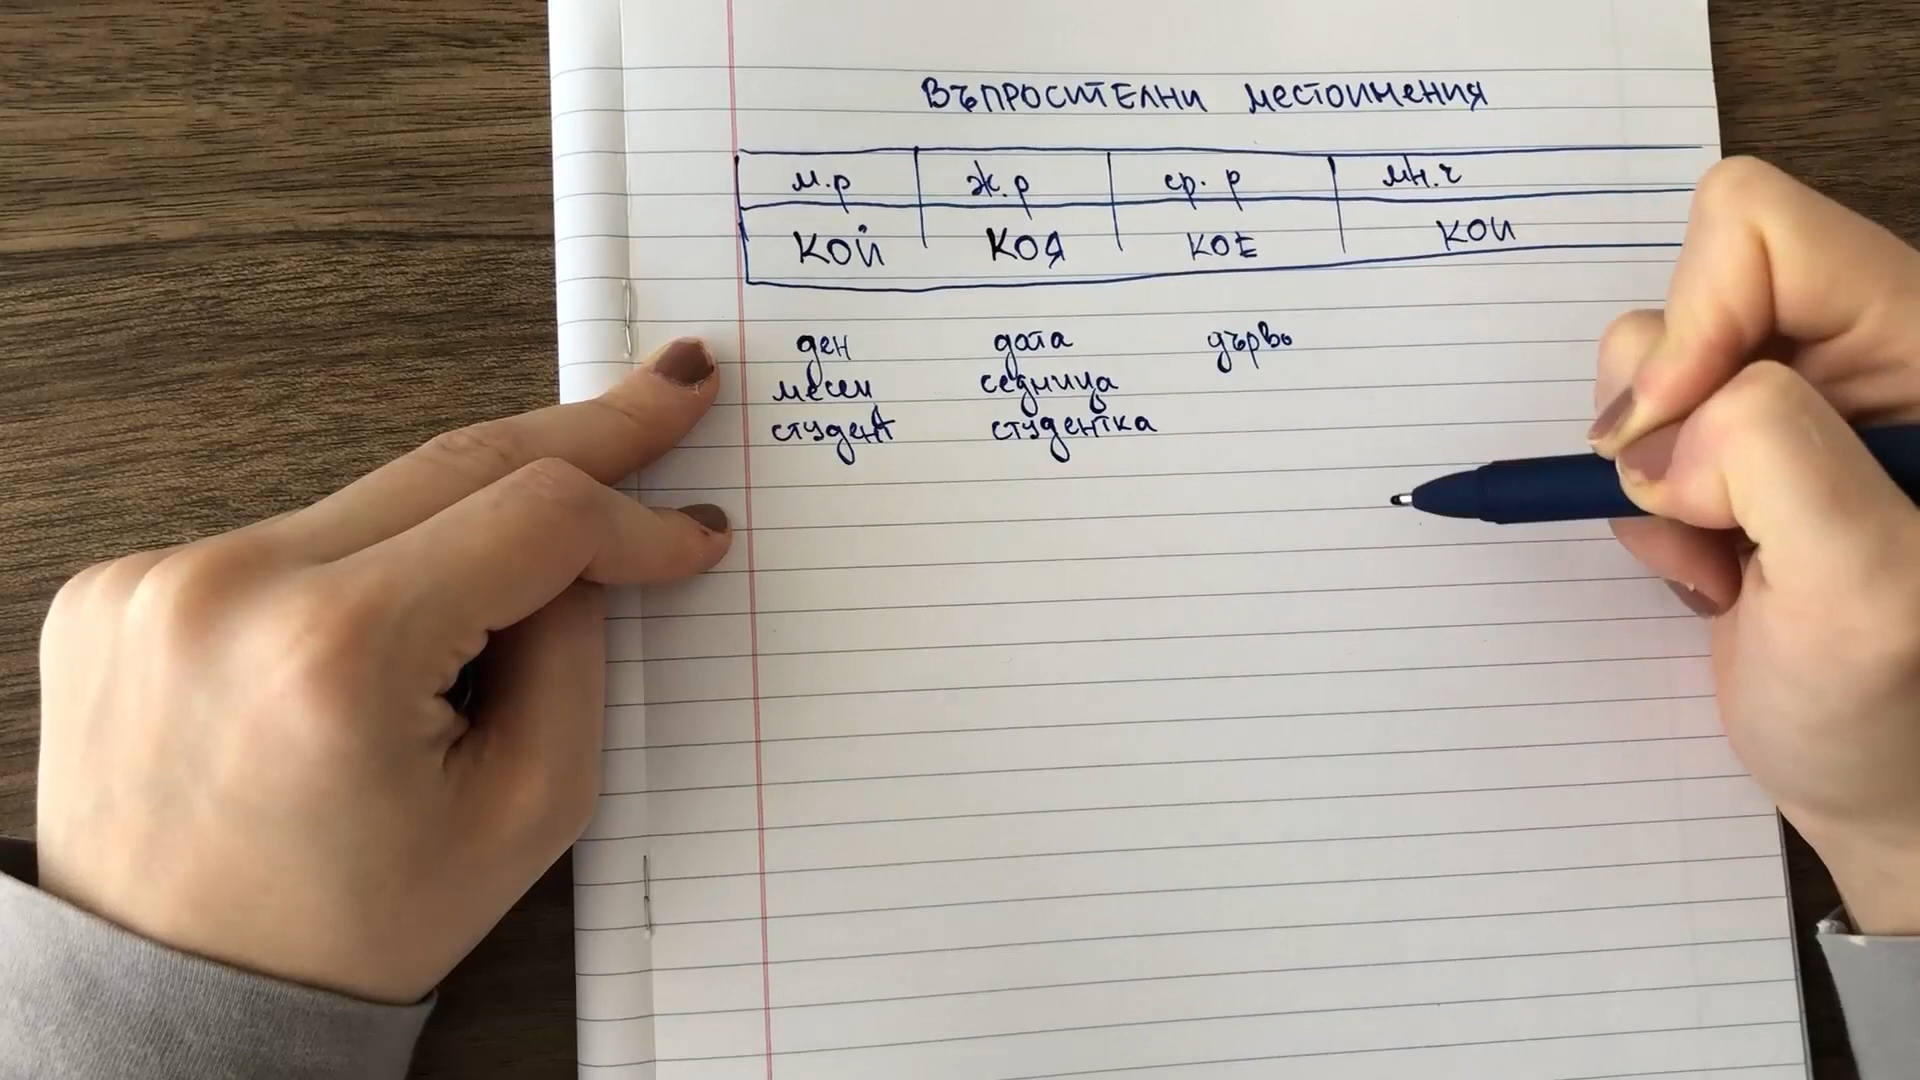 ВЪПРОСИТЕЛНИ МЕСТОИМЕНИЯ
м.р ж.р ср. р мн.ч
КОЙ КОЯ КОЕ КОИ
ден дата дърво
месец седмица
студент студентка